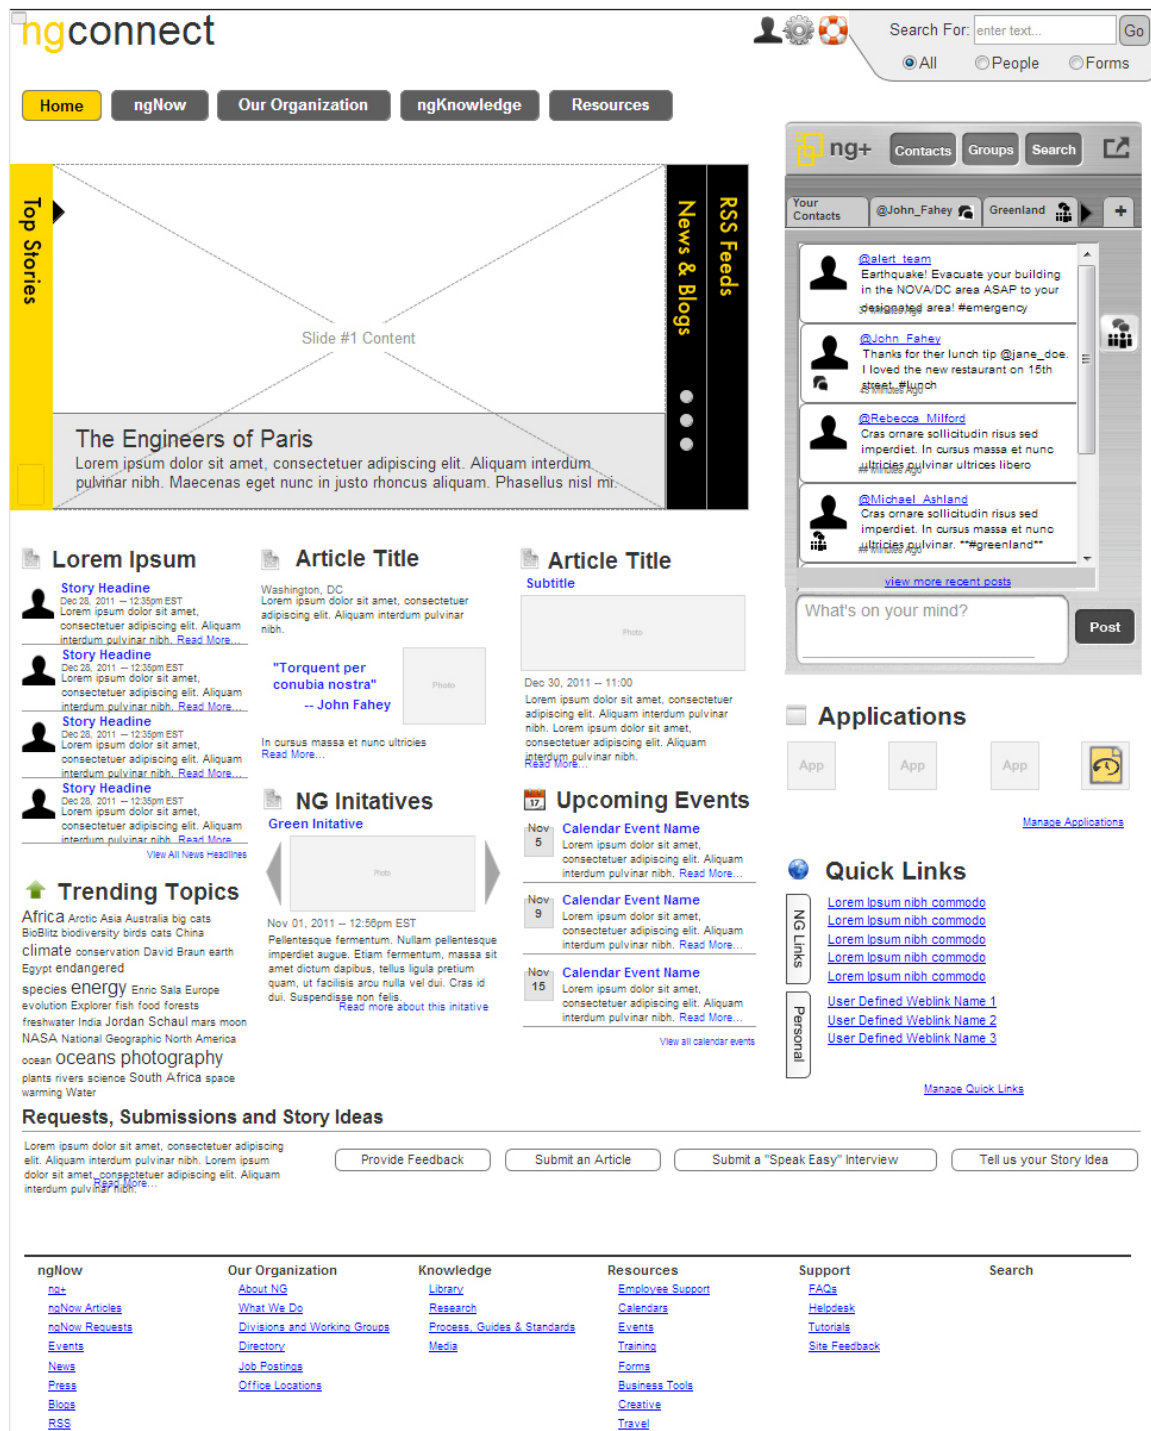 ngconnect
Search For: enter text... Go
All People Forms
Home ngNow Our Organization ngKnowledge Resources
Top Stories
Slide #1 Content
The Engineers of Paris
Lorem ipsum dolor sit amet, consectetuer adipiscing elit. Aliquam interdum
pulvinar nibh. Maecenas eget nunc in justo rhoncus aliquam. Phasellus nisl mi.
News & Blogs
RSS Feeds
ng+ Contacts Groups Search
Your
Contacts
@John_Fahey
Greenland
+
@alert_team
Earthquake! Evacuate your building
in the NOVA/DC area ASAP to your
designated area! #emergency
37 Minutes Ago
@John_Fahey
Thanks for ther lunch tip @jane_doe.
I loved the new restaurant on 15th
street. #lunch
45 Minutes Ago
@Rebecca_Milford
Cras ornare sollicitudin risus sed
imperdiet. In cursus massa et nunc
ultricies pulvinar ultrices libero
## Minutes Ago
@Michael_Ashland
Cras ornare sollicitudin risus sed
imperdiet. In cursus massa et nunc
ultricies pulvinar. **#greenland**
## Minutes Ago
view more recent posts
What's on your mind?
Post
Lorem Ipsum
Story Headine
Dec 28, 2011 -- 12:35pm EST
Lorem ipsum dolor sit amet,
consectetuer adipiscing elit. Aliquam
interdum pulvinar nibh. Read More...
Story Headine
Dec 28, 2011 -- 12:35pm EST
Lorem ipsum dolor sit amet,
consectetuer adipiscing elit. Aliquam
interdum pulvinar nibh. Read More...
Story Headine
Dec 28, 2011 -- 12:35pm EST
Lorem ipsum dolor sit amet,
consectetuer adipiscing elit. Aliquam
interdum pulvinar nibh. Read More...
Story Headine
Dec 28, 2011 -- 12:35pm EST
Lorem ipsum dolor sit amet,
consectetuer adipiscing elit. Aliquam
interdum pulvinar nibh. Read More...
View All News Headlines
Article Title
Washington, DC
Lorem ipsum dolor sit amet, consectetuer
adipiscing elit. Aliquam interdum pulvinar
nibh.
"Torquent per
conubia nostra"
-- John Fahey
Photo
In cursus massa et nunc ultricies
Read More...
Article Title
Subtitle
Photo
Dec 30, 2011 -- 11:00
Lorem ipsum dolor sit amet, consectetuer
adipiscing elit. Aliquam interdum pulvinar
nibh. Lorem ipsum dolor sit amet,
consectetuer adipiscing elit. Aliquam
interdum pulvinar nibh.
Read More...
Applications
App App App
Manage Applications
Trending Topics
Africa Arctic Asia Australia big cats
BioBlitz biodiversity birds cats China
climate conservation David Braun earth
Egypt endangered
species energy Enric Sala Europe
evolution Explorer fish food forests
freshwater India Jordan Schaul mars moon
NASA National Geographic North America
ocean oceans photography
plants rivers science South Africa space
warming Water
NG Initatives
Green Initative
Photo
Nov 01, 2011 -- 12:56pm EST
Pellentesque fermentum. Nullam pellentesque
imperdiet augue. Etiam fermentum, massa sit
amet dictum dapibus, tellus ligula pretium
quam, ut facilisis arcu nulla vel dui. Cras id
dui. Suspendisse non felis.
Read more about this initative
17
Upcoming Events
Nov
5
Calendar Event Name
Lorem ipsum dolor sit amet,
consectetuer adipiscing elit. Aliquam
interdum pulvinar nibh. Read More...
Nov
9
Calendar Event Name
Lorem ipsum dolor sit amet,
consectetuer adipiscing elit. Aliquam
interdum pulvinar nibh. Read More...
Nov
15
Calendar Event Name
Lorem ipsum dolor sit amet,
consectetuer adipiscing elit. Aliquam
interdum pulvinar nibh. Read More...
View all calendar events
Quick Links
NG Links
Lorem Ipsum nibh commodo
Lorem Ipsum nibh commodo
Lorem Ipsum nibh commodo
Lorem Ipsum nibh commodo
Lorem Ipsum nibh commodo
Personal
User Defined Weblink Name 1
User Defined Weblink Name 2
User Defined Weblink Name 3
Manage Quick Links
Requests, Submissions and Story Ideas
Lorem ipsum dolor sit amet, consectetuer adipiscing
elit. Aliquam interdum pulvinar nibh. Lorem ipsum
dolor sit amet, consectetuer adipiscing elit. Aliquam
interdum pulvinar nibh.
Read More...
Provide Feedback
Submit an Article
Submit a "Speak Easy" Interview
Tell us your Story Idea
ngNow
ng+
ngNow Articles
ngNow Requests
Events
News
Press
Blogs
RSS
Our Organization
About NG
What We Do
Divisions and Working Groups
Directory
Job Postings
Office Locations
Knowledge
Library
Research
Process, Guides & Standards
Media
Resources
Employee Support
Calendars
Events
Training
Forms
Business Tools
Creative
Travel
Support
FAQs
Helpdesk
Tutorials
Site Feedback
Search